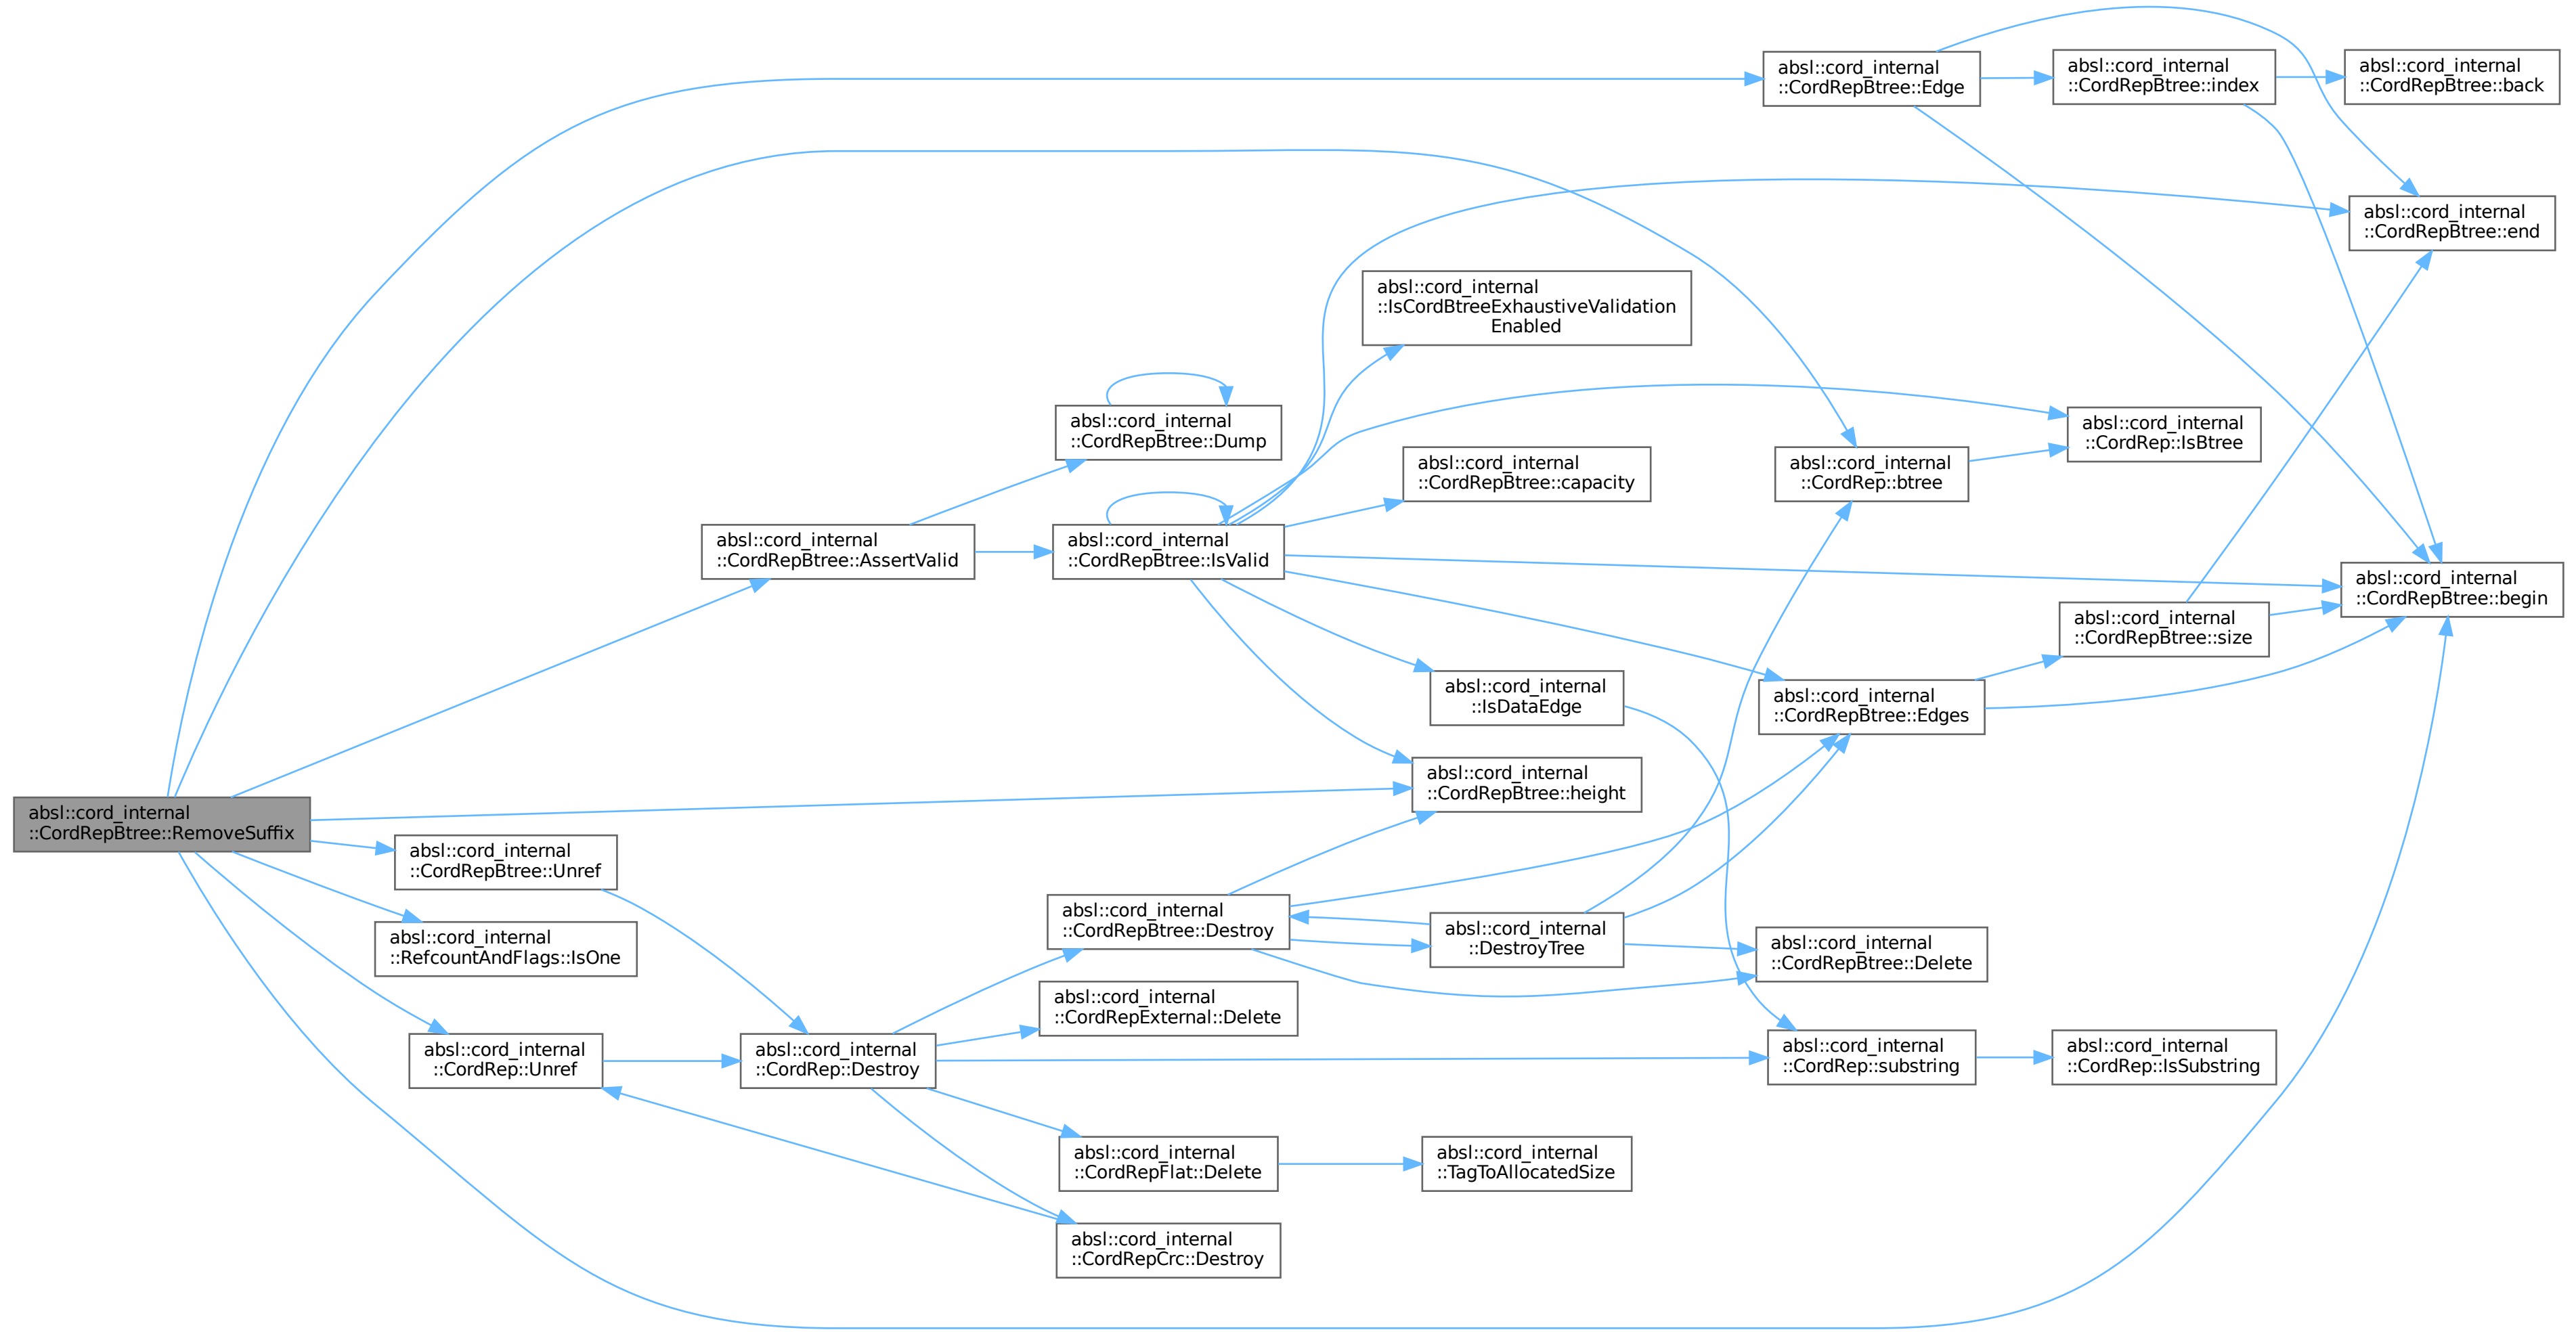 absl::cord_internal
::CordRepBtree::Edge
absl::cord_internal
::CordRepBtree::index
absl::cord_internal
::CordRepBtree::back
absl::cord_internal
::CordRepBtree::end
absl::cord_internal
::IsCordBtreeExhaustiveValidation
Enabled
absl::cord_internal
::CordRepBtree::Dump
absl::cord_internal
::CordRep::IsBtree
absl::cord_internal
::CordRepBtree::capacity
absl::cord_internal
::CordRep::btree
absl::cord_internal
::CordRepBtree::AssertValid
absl::cord_internal
::CordRepBtree::IsValid
absl::cord_internal
::CordRepBtree::begin
absl::cord_internal
::CordRepBtree::size
absl::cord_internal
::IsDataEdge
absl::cord_internal
::CordRepBtree::Edges
absl::cord_internal
::CordRepBtree::height
absl::cord_internal
::CordRepBtree::RemoveSuffix
absl::cord_internal
::CordRepBtree::Unref
absl::cord_internal
::RefcountAndFlags::IsOne
absl::cord_internal
::CordRepBtree::Destroy
absl::cord_internal
::DestroyTree
absl::cord_internal
::CordRepBtree::Delete
absl::cord_internal
::CordRepExternal::Delete
absl::cord_internal
::CordRep::Unref
absl::cord_internal
::CordRep::Destroy
absl::cord_internal
::CordRep::substring
absl::cord_internal
::CordRep::IsSubstring
absl::cord_internal
::CordRepFlat::Delete
absl::cord_internal
::TagToAllocatedSize
absl::cord_internal
::CordRepCrc::Destroy